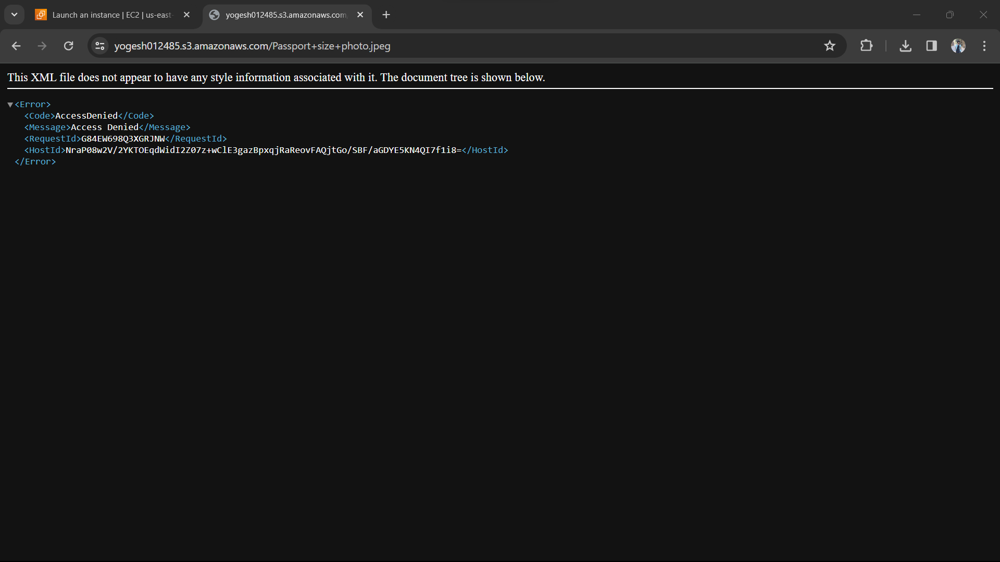 Launch an instance | EC2 | us-east-
yogesh012485.s3.amazonaws.com
yogesh012485.s3.amazonaws.com/Passport+size+photo.jpeg
This XML file does not appear to have any style information associated with it. The document tree is shown below.
▼<Error>
<Code>AccessDenied</Code>
<Message>Access Denied</Message>
<RequestId>G84EW698Q3XGRJNW</RequestId>
<HostId>NraP08w2V/2YKTOEqdWidI2Z07z+wClE3gazBpxqjRaReovFAQjtGo/SBF/aGDYE5KN4QI7f1i8=</HostId>
</Error>